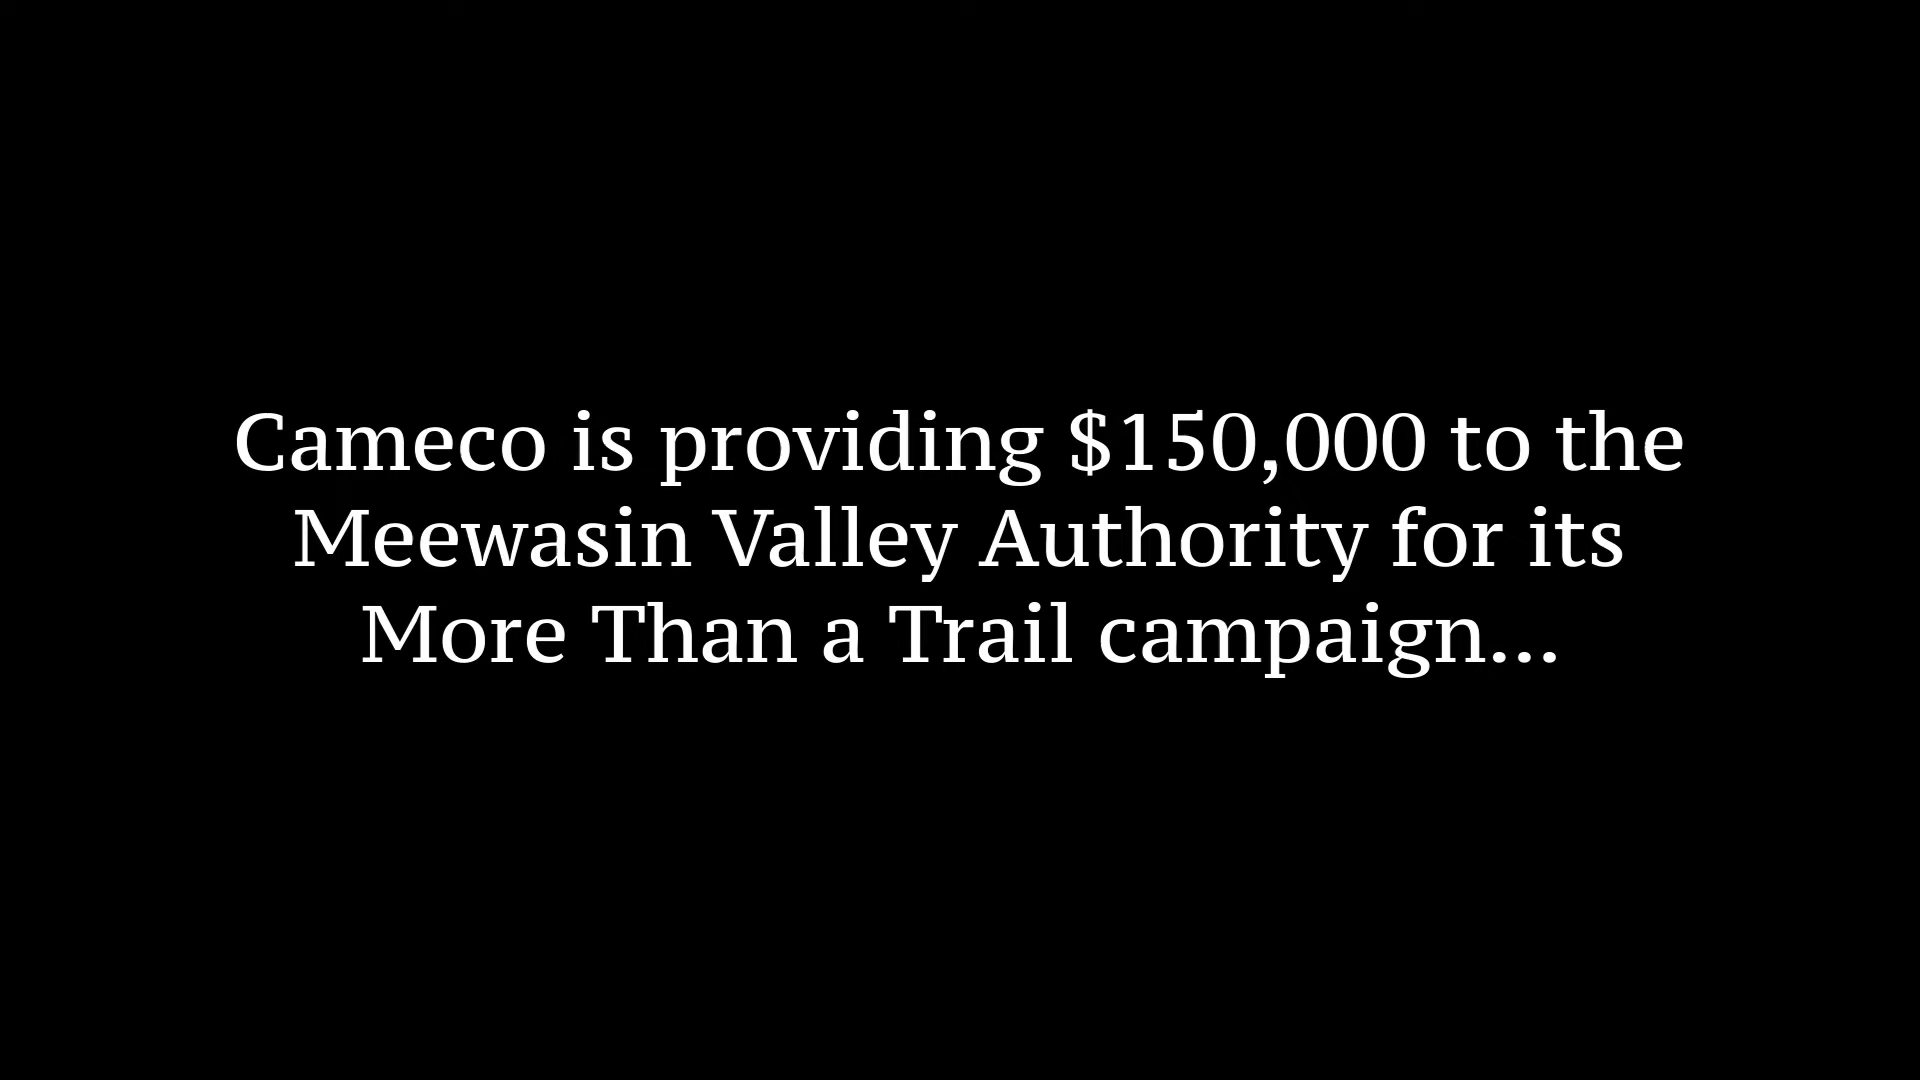 Cameco is providing $150,000 to the
Meewasin Valley Authority for its
More Than a Trail campaign...